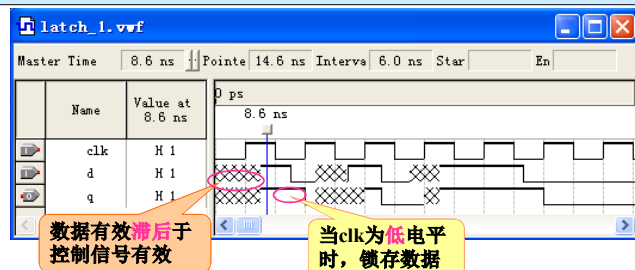 latch_1.vwf
Master Time 8.6 ns Pointe 14.6 ns Interva 6.0 ns Star En
Name Value at 8.6 ns
0 ps
8.6 ns
clk H 1
d H 1
q H 1
数据有效滞后于
控制信号有效
当clk为低电平
时，锁存数据